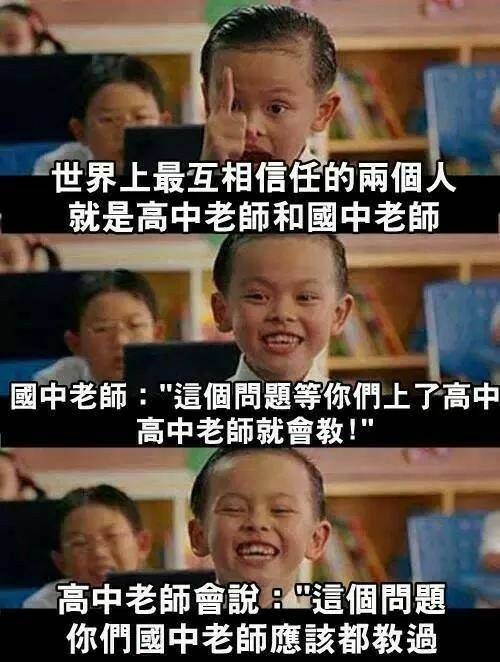 世界上最互相信任的兩個人
就是高中老師和國中老師
國中老師："這個問題等你們上了高中
高中老師就會教!"
高中老師會說："這個問題
你們國中老師應該都教過